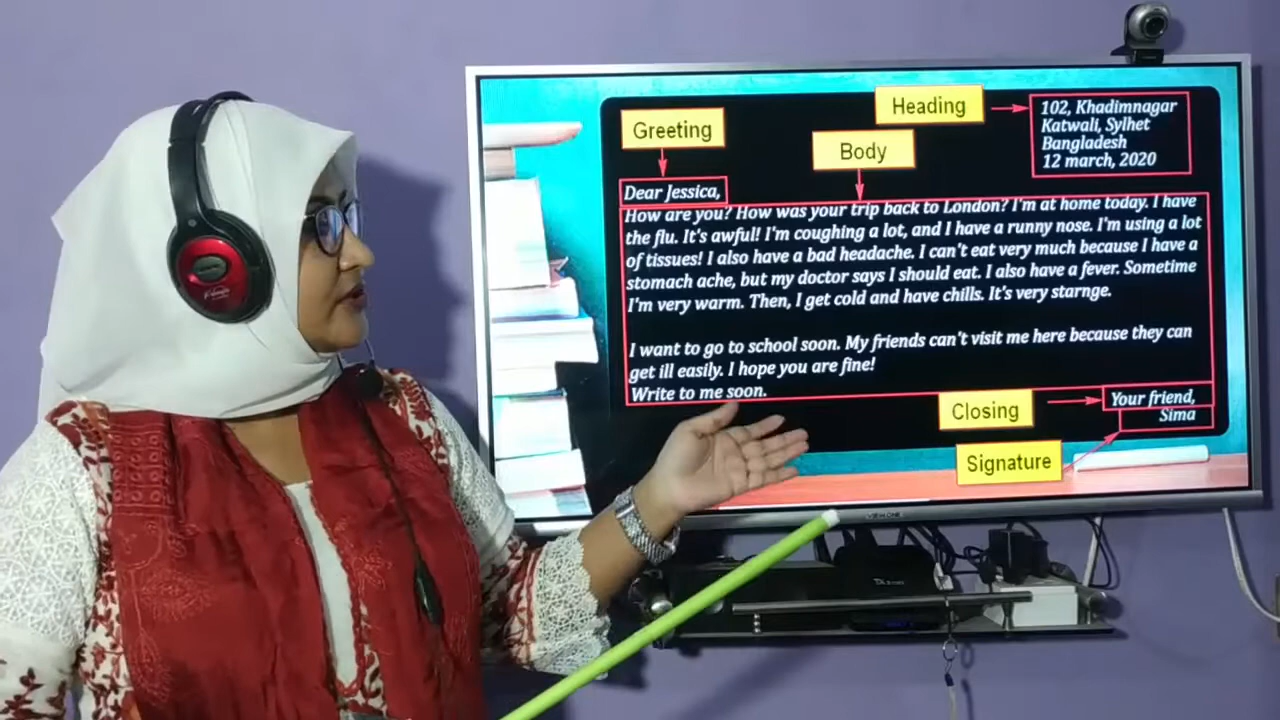 Heading
102, Khadimnagar
Katwali, Sylhet
Bangladesh
12 march, 2020
Greeting
Body
Dear Jessica,
How are you? How was your trip back to London? I'm at home today. I have
the flu. It's awful! I'm coughing a lot, and I have a runny nose. I'm using a lot
of tissues! I also have a bad headache. I can't eat very much because I have a
stomach ache, but my doctor says I should eat. I also have a fever. Sometime
I'm very warm. Then, I get cold and have chills. It's very starnge.
I want to go to school soon. My friends can't visit me here because they can
get ill easily. I hope you are fine!
Write to me soon.
Closing
Your friend,
Sima
Signature
VIEW ONE